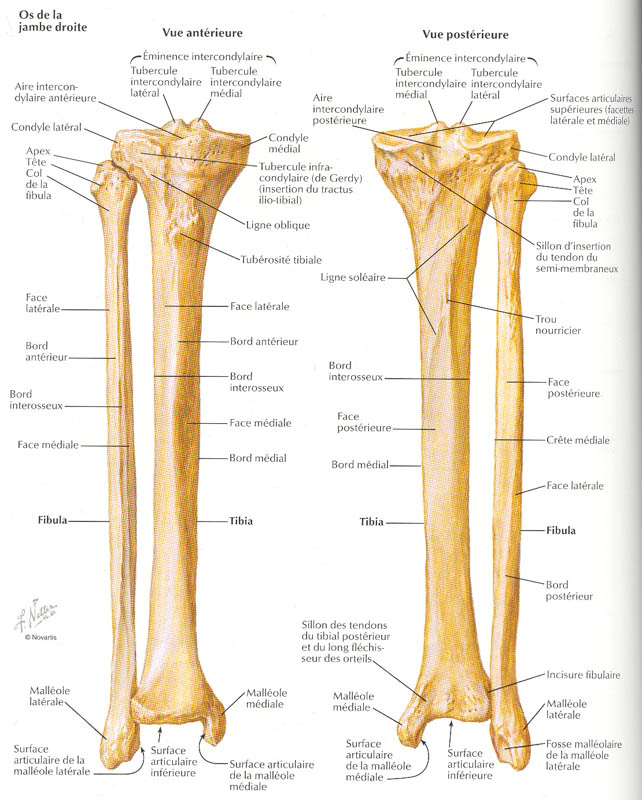 Os de la
jambe droite
Vue antérieure
Éminence intercondylaire
Tubercule
intercondylaire
latéral
Tubercule
intercondylaire
médial
Aire intercon-
dylaire antérieure
Condyle latéral
Apex
Tête
Col
de la
fibula
Condyle
médial
Tubercule infra-
condylaire (de Gerdy)
(insertion du tractus
ilio-tibial)
Ligne oblique
Tubérosité tibiale
Face
latérale
Face latérale
Bord
antérieur
Bord antérieur
Bord
interosseux
Bord
interosseux
Face médiale
Face médiale
Bord médial
Fibula
Tibia
F. Netter
© Novartis
Malléole
latérale
Malléole
médiale
Surface
articulaire de la
malléole latérale
Surface
articulaire
inférieure
Surface articulaire
de la malléole
médiale
Vue postérieure
Éminence intercondylaire
Tubercule
intercondylaire
médial
Tubercule
intercondylaire
latéral
Aire
intercondylaire
postérieure
Surfaces articulaires
supérieures (facettes
latérale et médiale)
Condyle latéral
Apex
Tête
Col
de la
fibula
Sillon d'insertion
du tendon du
semi-membraneux
Ligne soléaire
Trou
nourricier
Bord
interosseux
Face
postérieure
Face
postérieure
Crête médiale
Bord médial
Face latérale
Tibia
Fibula
Bord
postérieur
Sillon des tendons
du tibial postérieur
et du long fléchis-
seur des orteils
Incisure fibulaire
Malléole
médiale
Malléole
latérale
Surface
articulaire de la
malléole
médiale
Surface
articulaire
inférieure
Fosse malléolaire
de la malléole
latérale